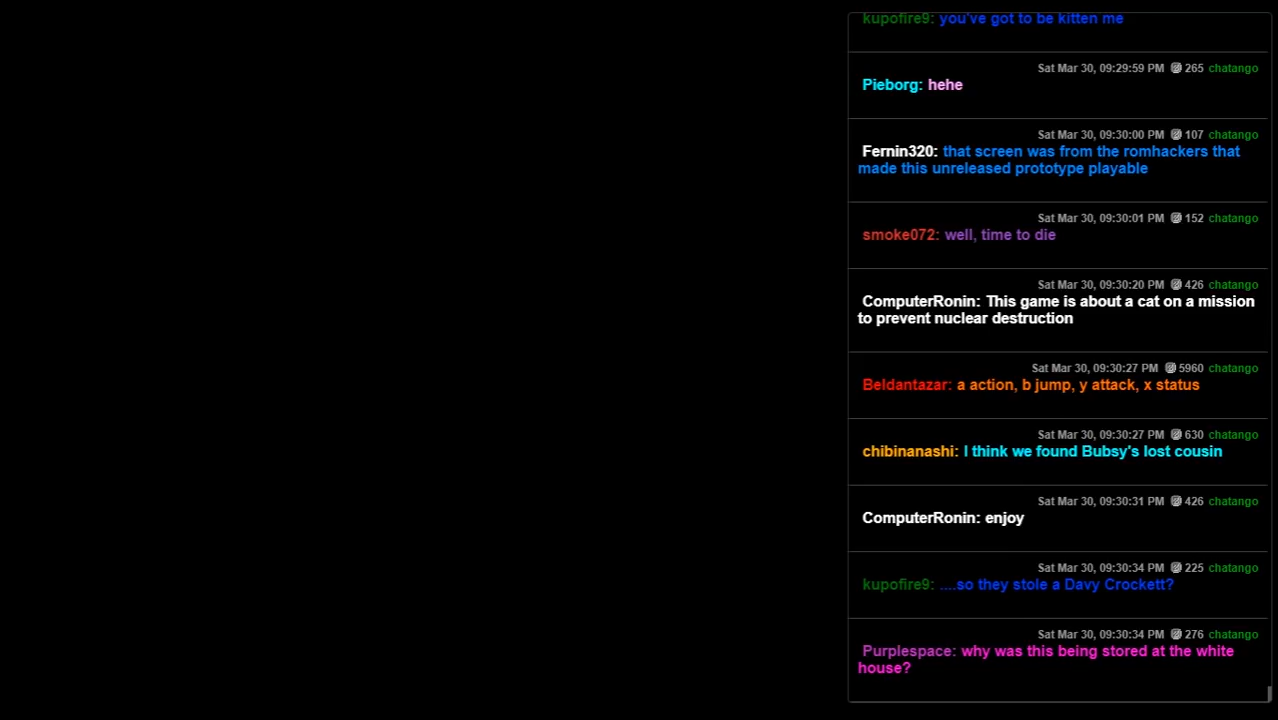 kupofire9: you've got to be kitten me
Sat Mar 30, 09:29:59 PM 265 chatango
Pieborg: hehe
Sat Mar 30, 09:30:00 PM 107 chatango
Fernin320: that screen was from the romhackers that
made this unreleased prototype playable
Sat Mar 30, 09:30:01 PM 152 chatango
smoke072: well, time to die
Sat Mar 30, 09:30:20 PM 426 chatango
ComputerRonin: This game is about a cat on a mission
to prevent nuclear destruction
Sat Mar 30, 09:30:27 PM 5960 chatango
Beldantazar: a action, b jump, y attack, x status
Sat Mar 30, 09:30:27 PM 630 chatango
chibinanashi: I think we found Bubsy's lost cousin
Sat Mar 30, 09:30:31 PM 426 chatango
ComputerRonin: enjoy
Sat Mar 30, 09:30:34 PM 225 chatango
kupofire9: ....so they stole a Davy Crockett?
Sat Mar 30, 09:30:34 PM 276 chatango
Purplespace: why was this being stored at the white
house?